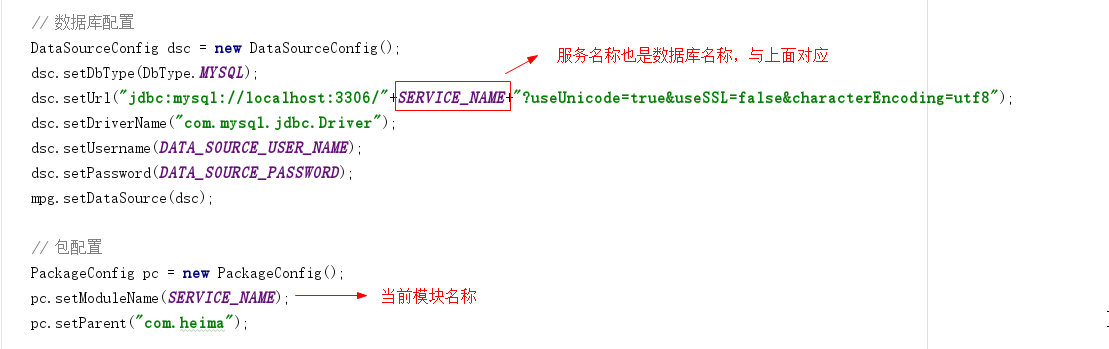 // 数据库配置
DataSourceConfig dsc = new DataSourceConfig();
服务名称也是数据库名称，与上面对应
dsc.setDbType(DbType.MYSQL);
dsc.setUrl("jdbc:mysql://localhost:3306/"+SERVICE_NAME+"?useUnicode=true&useSSL=false&characterEncoding=utf8");
dsc.setDriverName("com.mysql.jdbc.Driver");
dsc.setUsername(DATA_SOURCE_USER_NAME);
dsc.setPassword(DATA_SOURCE_PASSWORD);
mpg.setDataSource(dsc);
// 包配置
PackageConfig pc = new PackageConfig();
pc.setModuleName(SERVICE_NAME); 当前模块名称
pc.setParent("com.heima");